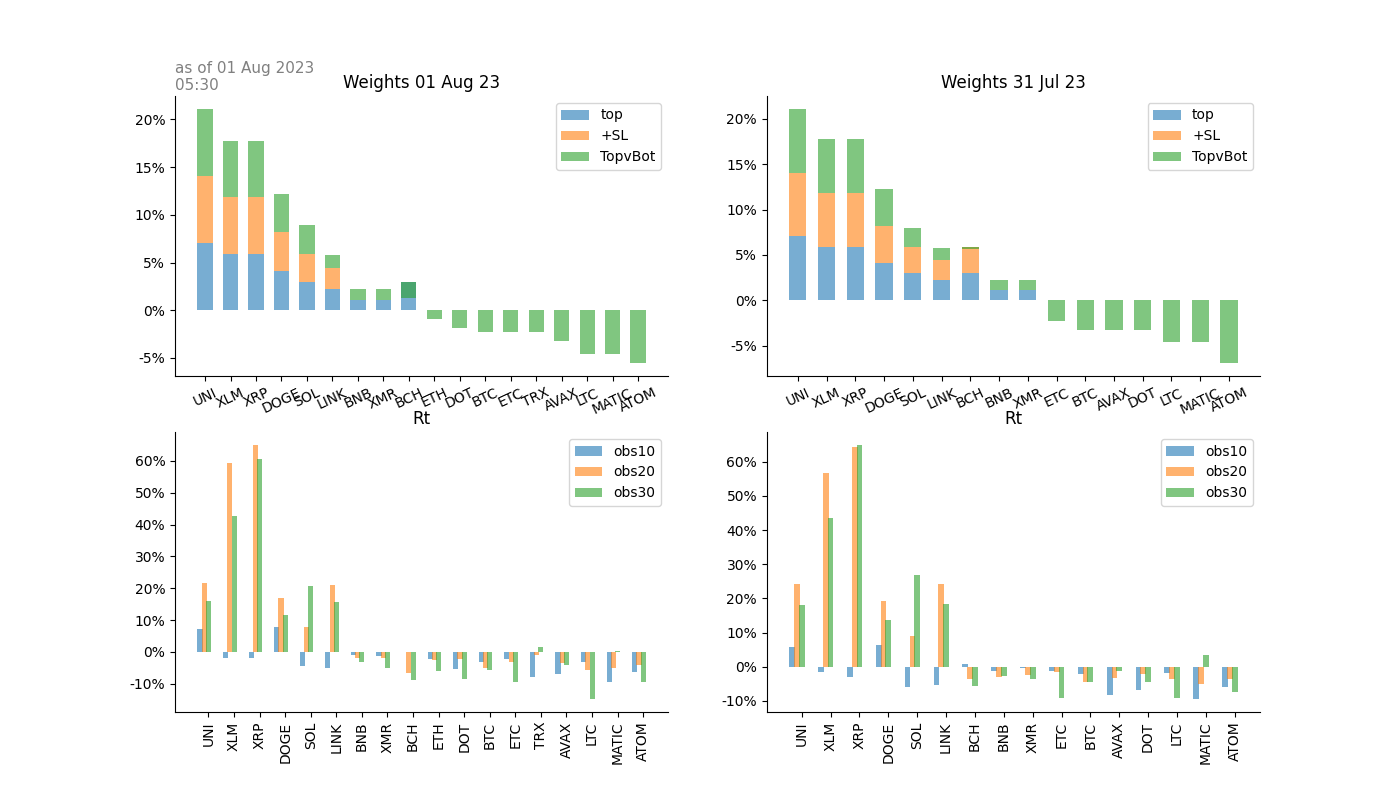 as of 01 Aug 2023
05:30
Weights 01 Aug 23
20%
15%
10%
5%
0%
-5%
top
+SL
TopvBot
UNI XLM XRP DOGE SOL LINK BNB XMR BCH ETH DOT BTC ETC TRX AVAX LTC MATIC ATOM
Weights 31 Jul 23
20%
15%
10%
5%
0%
-5%
top
+SL
TopvBot
UNI XLM XRP DOGE SOL LINK BCH BNB XMR ETC BTC AVAX DOT LTC MATIC ATOM
Rt
60%
50%
40%
30%
20%
10%
0%
-10%
obs10
obs20
obs30
UNI XLM XRP DOGE SOL LINK BNB XMR BCH ETH DOT BTC ETC TRX AVAX LTC MATIC ATOM
Rt
60%
50%
40%
30%
20%
10%
0%
-10%
obs10
obs20
obs30
UNI XLM XRP DOGE SOL LINK BCH BNB XMR ETC BTC AVAX DOT LTC MATIC ATOM